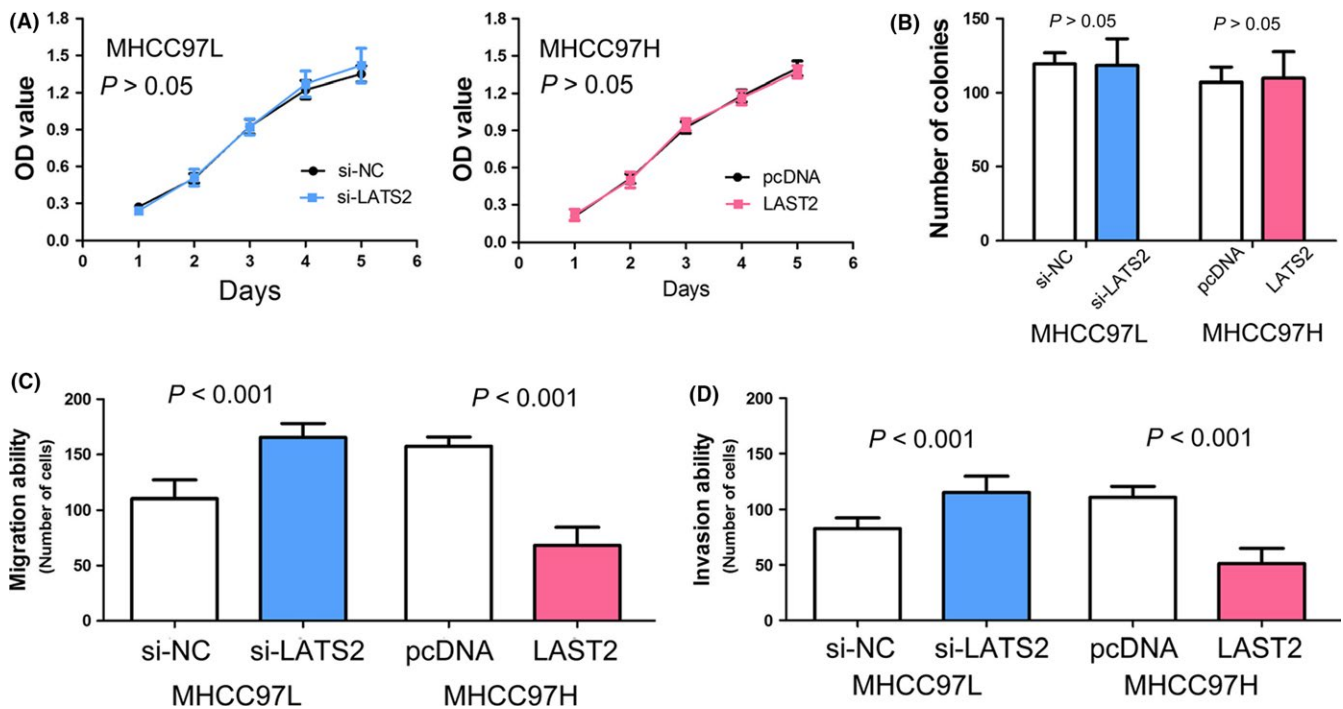 (A)
1.8
1.5
1.2
0.9
0.6
0.3
0.0
OD value
MHCC97L
P > 0.05
si-NC
si-LATS2
0 1 2 3 4 5 6
Days
1.8
1.5
1.2
0.9
0.6
0.3
0.0
OD value
MHCC97H
P > 0.05
pcDNA
LAST2
0 1 2 3 4 5 6
Days
(B)
150
100
50
0
Number of colonies
P > 0.05 P > 0.05
si-NC si-LATS2 pcDNA LATS2
MHCC97L MHCC97H
(C)
200
150
100
50
0
Migration ability
(Number of cells)
P < 0.001 P < 0.001
si-NC si-LATS2 pcDNA LAST2
MHCC97L MHCC97H
(D)
200
150
100
50
0
Invasion ability
(Number of cells)
P < 0.001 P < 0.001
si-NC si-LATS2 pcDNA LAST2
MHCC97L MHCC97H